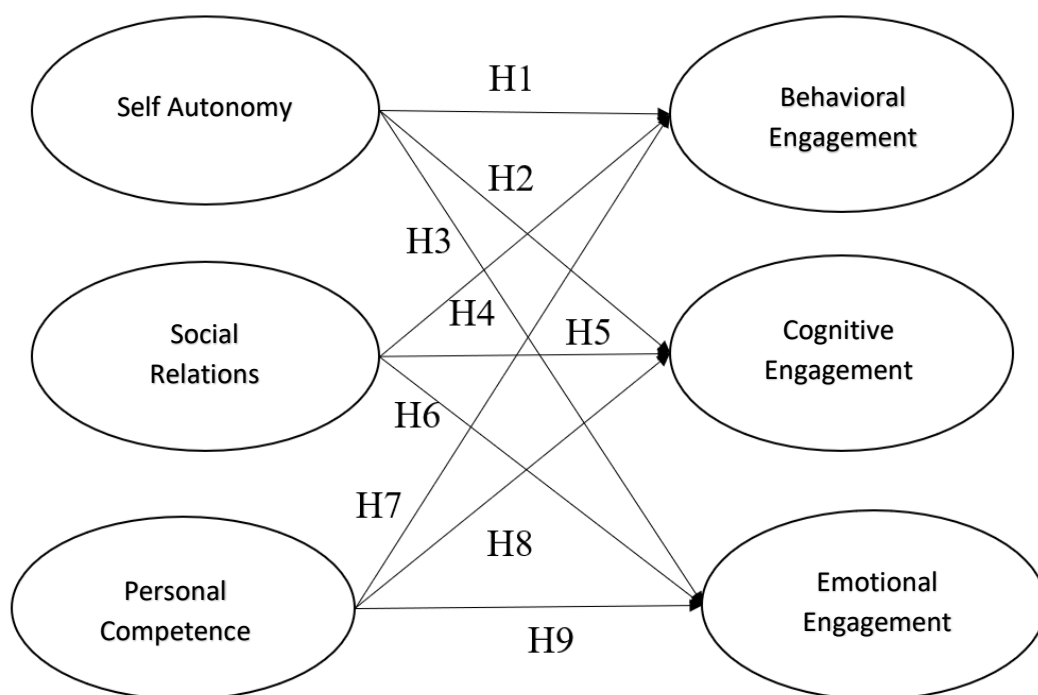 H1
Self Autonomy
Behavioral
Engagement
H2
H3
H4
H5
Social
Relations
Cognitive
Engagement
H6
H7
H8
Personal
Competence
Emotional
Engagement
H9